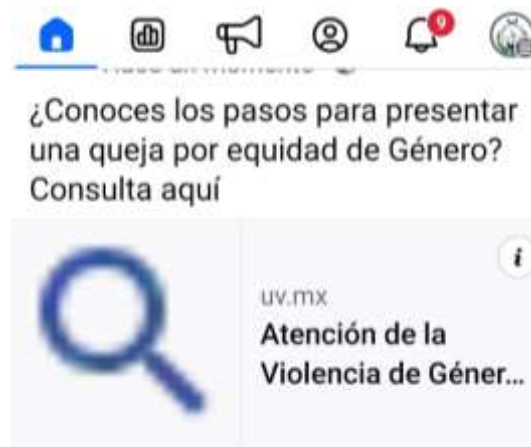 9
¿Conoces los pasos para presentar
una queja por equidad de Género?
Consulta aquí
i
uv.mx
Atención de la
Violencia de Géner...